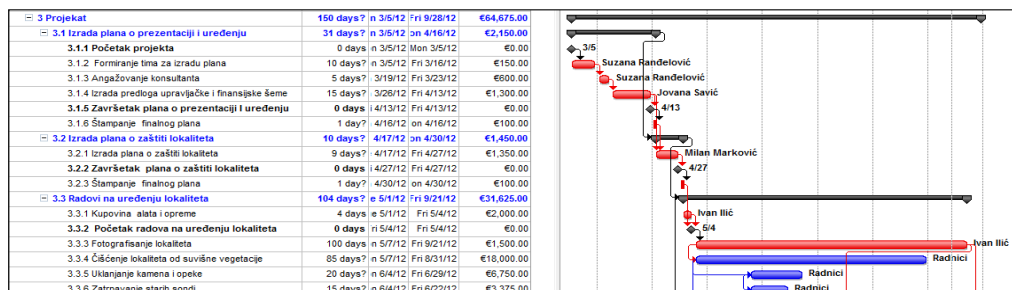 3 Projekat 150 days? n 3/5/12 Fri 9/28/12 €64,675.00
3.1 Izrada plana o prezentaciji i uređenju 31 days? n 3/5/12 on 4/16/12 €2,150.00
3.1.1 Početak projekta 0 days n 3/5/12 Mon 3/5/12 €0.00 3/5
3.1.2 Formiranje tima za izradu plana 10 days? n 3/5/12 Fri 3/16/12 €150.00 Suzana Ranđelović
3.1.3 Angažovanje konsultanta 5 days? 3/19/12 Fri 3/23/12 €600.00 Suzana Ranđelović
3.1.4 Izrada predloga upravljačke i finansijske šeme 15 days? 3/26/12 Fri 4/13/12 €1,300.00 Jovana Savić
3.1.5 Završetak plana o prezentaciji I uređenju 0 days i 4/13/12 Fri 4/13/12 €0.00 4/13
3.1.6 Štampanje finalnog plana 1 day? 4/16/12 on 4/16/12 €100.00
3.2 Izrada plana o zaštiti lokaliteta 10 days? 4/17/12 on 4/30/12 €1,450.00
3.2.1 Izrada plana o zaštiti lokaliteta 9 days? 4/17/12 Fri 4/27/12 €1,350.00 Milan Marković
3.2.2 Završetak plana o zaštiti lokaliteta 0 days i 4/27/12 Fri 4/27/12 €0.00 4/27
3.2.3 Štampanje finalnog plana 1 day? 4/30/12 on 4/30/12 €100.00
3.3 Radovi na uređenju lokaliteta 104 days? e 5/1/12 Fri 9/21/12 €31,625.00
3.3.1 Kupovina alata i opreme 4 days e 5/1/12 Fri 5/4/12 €2,000.00 Ivan Ilić
3.3.2 Početak radova na uređenju lokaliteta 0 days ri 5/4/12 Fri 5/4/12 €0.00 5/4
3.3.3 Fotografisanje lokaliteta 100 days n 5/7/12 Fri 9/21/12 €1,500.00 Ivan Ilić
3.3.4 Čišćenje lokaliteta od suvišne vegetacije 85 days n 5/7/12 Fri 8/31/12 €18,000.00 Radnici
3.3.5 Uklanjanje kamena i opeke 20 days n 6/4/12 Fri 6/29/12 €6,750.00 Radnici
3.3.6 Zatrpavanje starih sondi 15 days? n 6/4/12 Fri 6/22/12 €3,375.00 Radnici